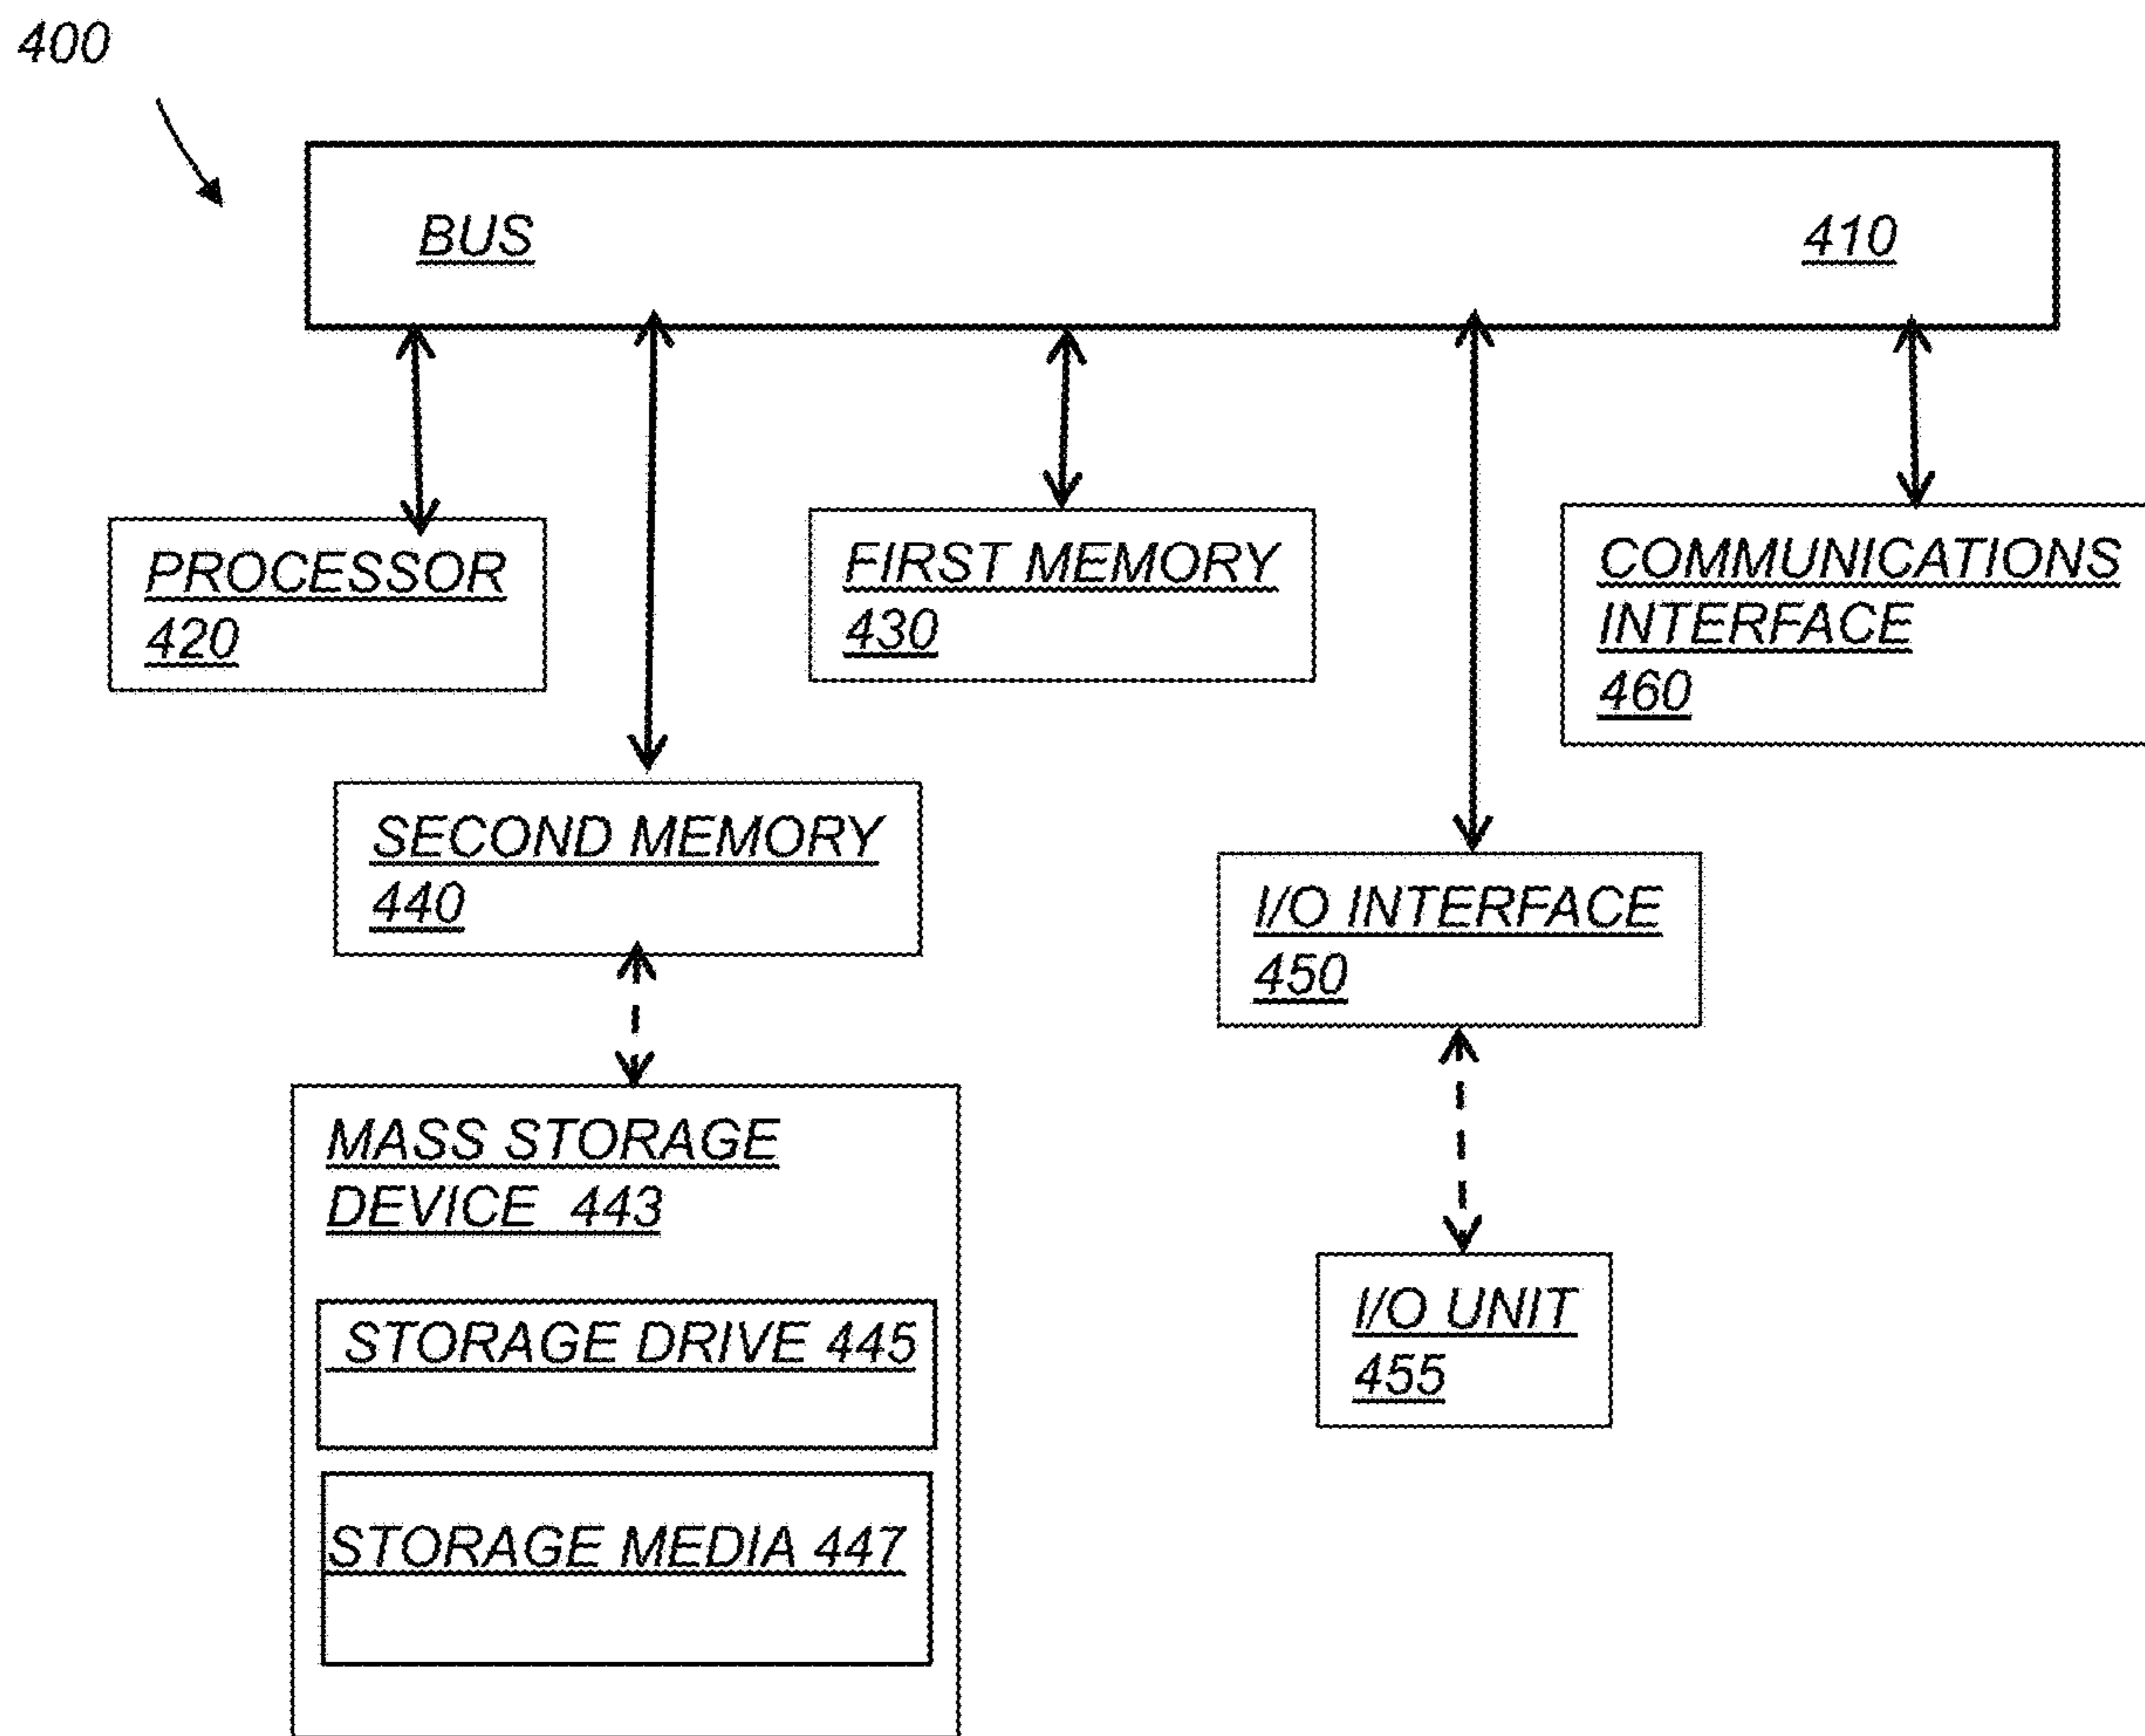 400
BUS 410
PROCESSOR
420
FIRST MEMORY
430
COMMUNICATIONS
INTERFACE
460
SECOND MEMORY
440
I/O INTERFACE
450
MASS STORAGE
DEVICE 443
STORAGE DRIVE 445
STORAGE MEDIA 447
I/O UNIT
455